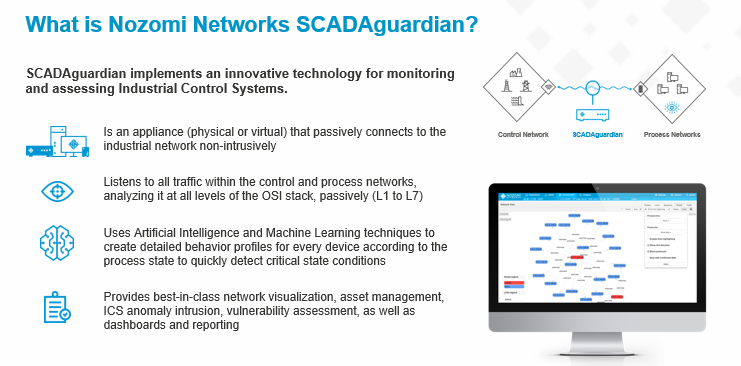 What is Nozomi Networks SCADAguardian?
SCADAguardian implements an innovative technology for monitoring
and assessing Industrial Control Systems.
Is an appliance (physical or virtual) that passively connects to the
industrial network non-intrusively
Listens to all traffic within the control and process networks,
analyzing it at all levels of the OSI stack, passively (L1 to L7)
Uses Artificial Intelligence and Machine Learning techniques to
create detailed behavior profiles for every device according to the
process state to quickly detect critical state conditions
Provides best-in-class network visualization, asset management,
ICS anomaly intrusion, vulnerability assessment, as well as
dashboards and reporting
Control Network
SCADAguardian
Process Networks